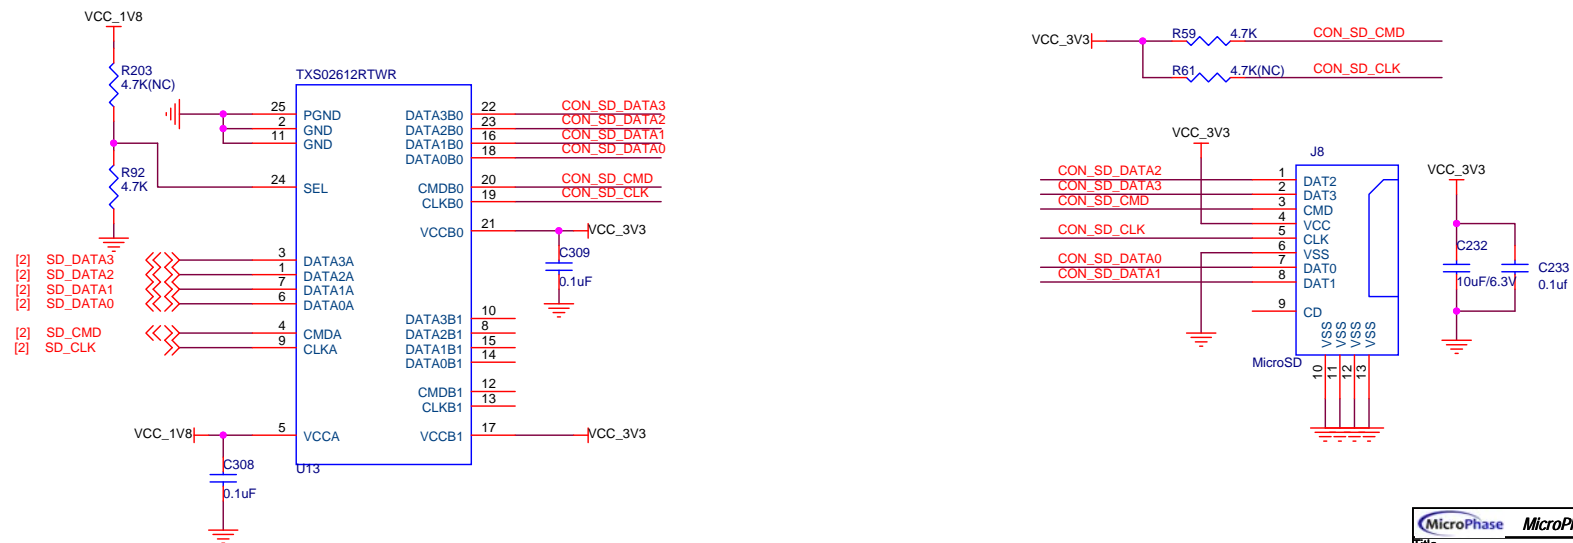 VCC_1V8
R203
4.7K(NC)
R92
4.7K
TXS02612RTWR
25 PGND
2 GND
11 GND
24 SEL
3 DATA3A
1 DATA2A
7 DATA1A
6 DATA0A
4 CMDA
9 CLKA
5 VCCA
22 DATA3B0 CON_SD_DATA3
23 DATA2B0 CON_SD_DATA2
16 DATA1B0 CON_SD_DATA1
18 DATA0B0 CON_SD_DATA0
20 CMDB0 CON_SD_CMD
19 CLKB0 CON_SD_CLK
21 VCCB0 VCC_3V3
C309
0.1uF
10 DATA3B1
8 DATA2B1
15 DATA1B1
14 DATA0B1
12 CMDB1
13 CLKB1
17 VCCB1 VCC_3V3
U13
[2] SD_DATA3
[2] SD_DATA2
[2] SD_DATA1
[2] SD_DATA0
[2] SD_CMD
[2] SD_CLK
VCC_1V8
C308
0.1uF
VCC_3V3
R59 4.7K CON_SD_CMD
R61 4.7K(NC) CON_SD_CLK
VCC_3V3
J8
CON_SD_DATA2 1 DAT2
CON_SD_DATA3 2 DAT3
CON_SD_CMD 3 CMD
4 VCC
CON_SD_CLK 5 CLK
6 VSS
CON_SD_DATA0 7 DAT0
CON_SD_DATA1 8 DAT1
9 CD
VSS VSS VSS VSS
10 11 12 13
MicroSD
VCC_3V3
C232
10uF/6.3V
C233
0.1uf
MicroPhase